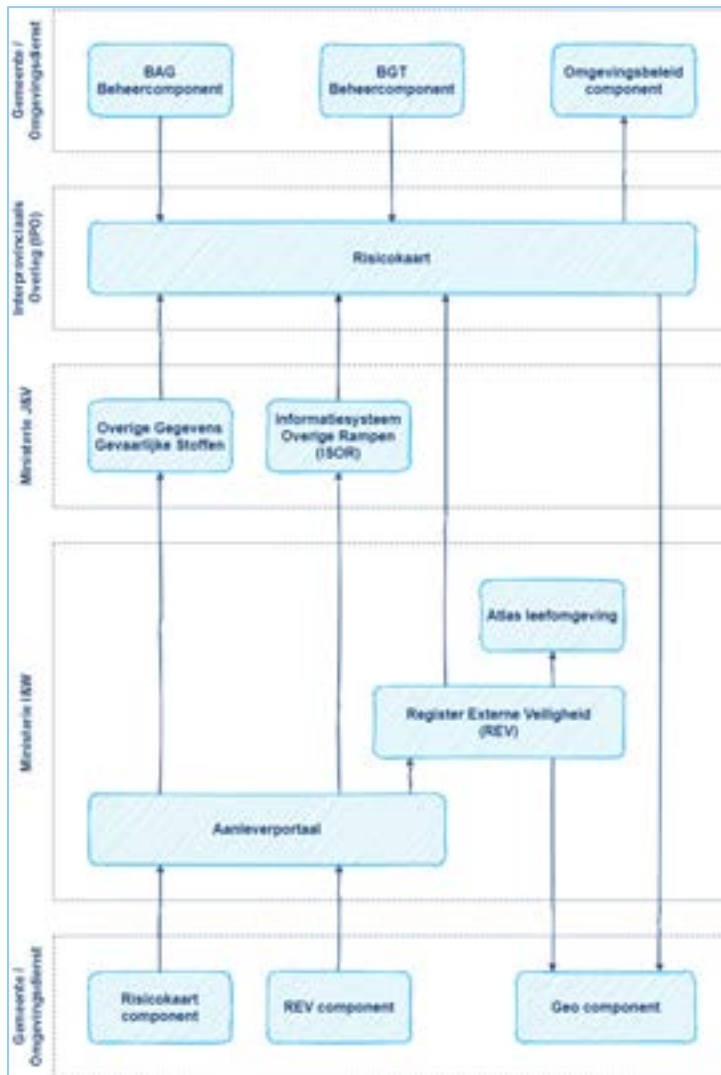 Gemeente /
Omgevingsdienst
BAG
Beheercomponent
BGT
Beheercomponent
Omgevingsbeleid
component
Interprovinciaals
Overleg (IPO)
Risicokaart
Ministerie J&V
Overige Gegevens
Gevaarlijke Stoffen
Informatiesysteem
Overige Rampen
(ISOR)
Ministerie I&W
Atlas leefomgeving
Register Externe Veiligheid
(REV)
Aanleverportaal
Gemeente /
Omgevingsdienst
Risicokaart
component
REV component
Geo component